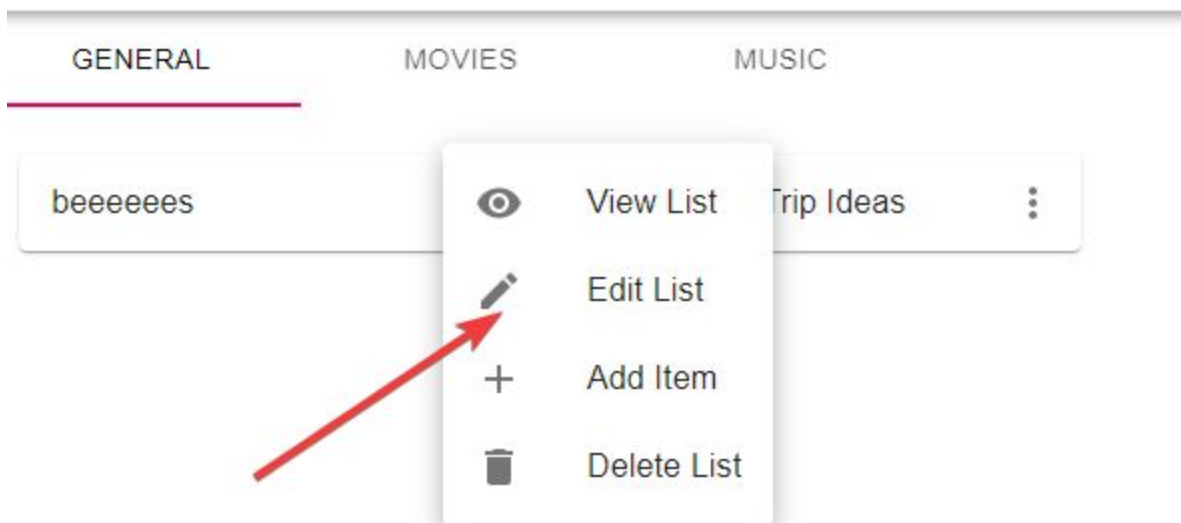 GENERAL MOVIES MUSIC
beeeeees
View List
Trip Ideas
Edit List
Add Item
Delete List